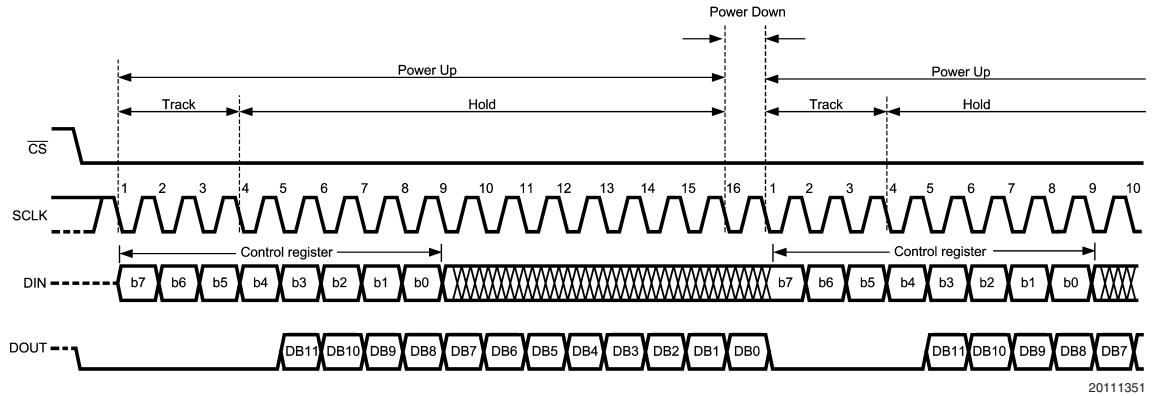 Power Down
Power Up
Power Up
Track
Hold
Track
Hold
CS
1 2 3 4 5 6 7 8 9 10 11 12 13 14 15 16 1 2 3 4 5 6 7 8 9 10
SCLK
Control register
Control register
DIN
b7 b6 b5 b4 b3 b2 b1 b0 b7 b6 b5 b4 b3 b2 b1 b0
DOUT
DB11 DB10 DB9 DB8 DB7 DB6 DB5 DB4 DB3 DB2 DB1 DB0 DB11 DB10 DB9 DB8 DB7
20111351